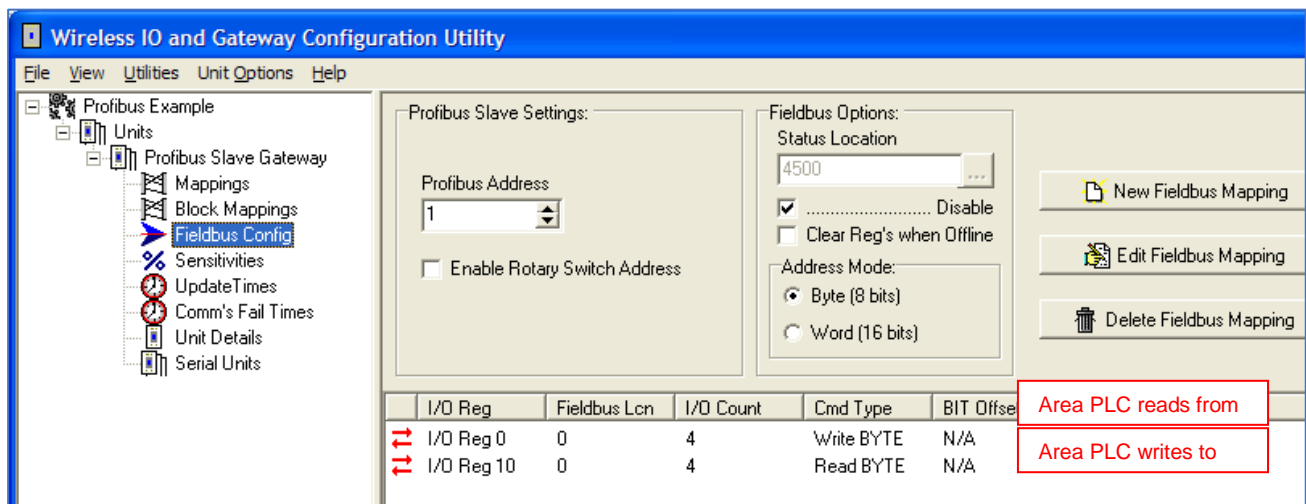 Wireless IO and Gateway Configuration Utility
File View Utilities Unit Options Help
Profibus Example
Units
Profibus Slave Gateway
Mappings
Block Mappings
Fieldbus Config
Sensitivities
UpdateTimes
Comm's Fail Times
Unit Details
Serial Units
Profibus Slave Settings:
Profibus Address
1
Enable Rotary Switch Address
Fieldbus Options:
Status Location
4500 ...
.......................... Disable
Clear Reg's when Offline
Address Mode:
Byte (8 bits)
Word (16 bits)
New Fieldbus Mapping
Edit Fieldbus Mapping
Delete Fieldbus Mapping
I/O Reg Fieldbus Lcn I/O Count Cmd Type BIT Offse Area PLC reads from
I/O Reg 0 0 4 Write BYTE N/A Area PLC writes to
I/O Reg 10 0 4 Read BYTE N/A